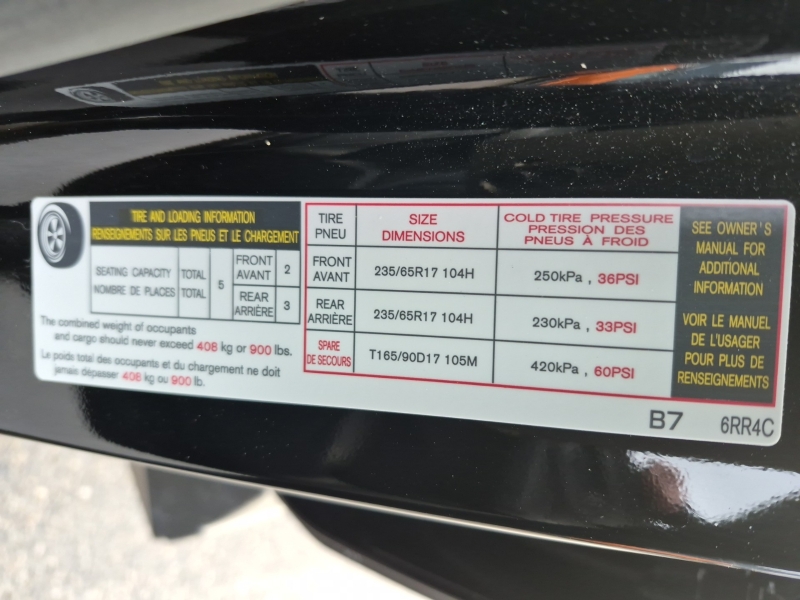 TIRE AND LOADING INFORMATION
RENSEIGNEMENTS SUR LES PNEUS ET LE CHARGEMENT
SEATING CAPACITY TOTAL 5 FRONT AVANT 2
NOMBRE DE PLACES TOTAL REAR ARRIÈRE 3
The combined weight of occupants
and cargo should never exceed 408 kg or 900 lbs.
Le poids total des occupants et du chargement ne doit
jamais dépasser 408 kg ou 900 lb.
TIRE PNEU
SIZE
DIMENSIONS
COLD TIRE PRESSURE
PRESSION DES
PNEUS À FROID
FRONT AVANT 235/65R17 104H 250kPa , 36PSI
REAR ARRIÈRE 235/65R17 104H 230kPa , 33PSI
SPARE DE SECOURS T165/90D17 105M 420kPa , 60PSI
SEE OWNER'S
MANUAL FOR
ADDITIONAL
INFORMATION
VOIR LE MANUEL
DE L'USAGER
POUR PLUS DE
RENSEIGNEMENTS
B7 6RR4C